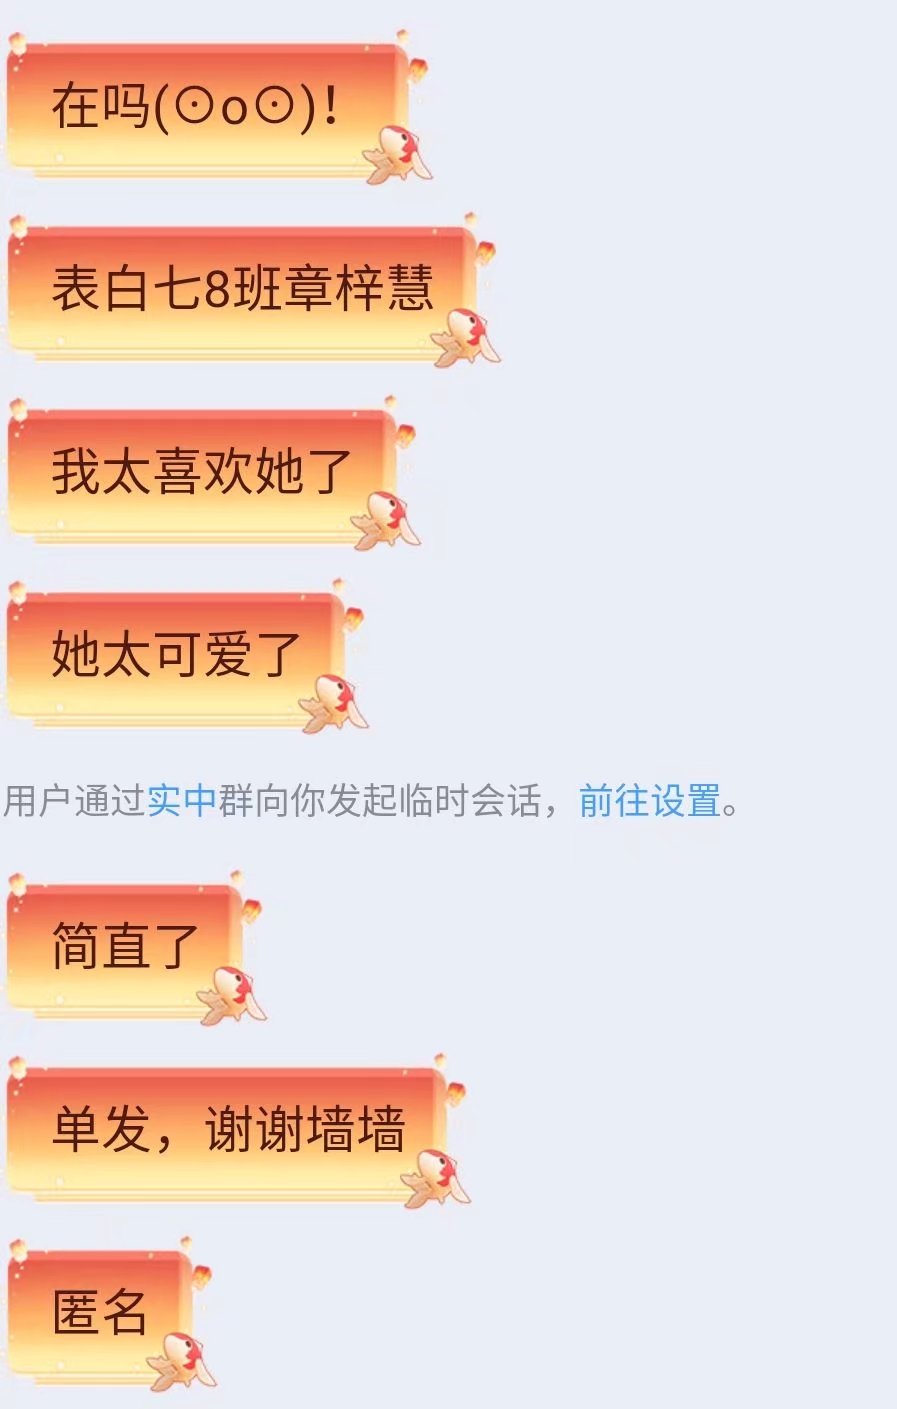 在吗(⊙o⊙)！
表白七8班章梓慧
我太喜欢她了
她太可爱了
用户通过实中群向你发起临时会话，前往设置。
简直了
单发，谢谢墙墙
匿名